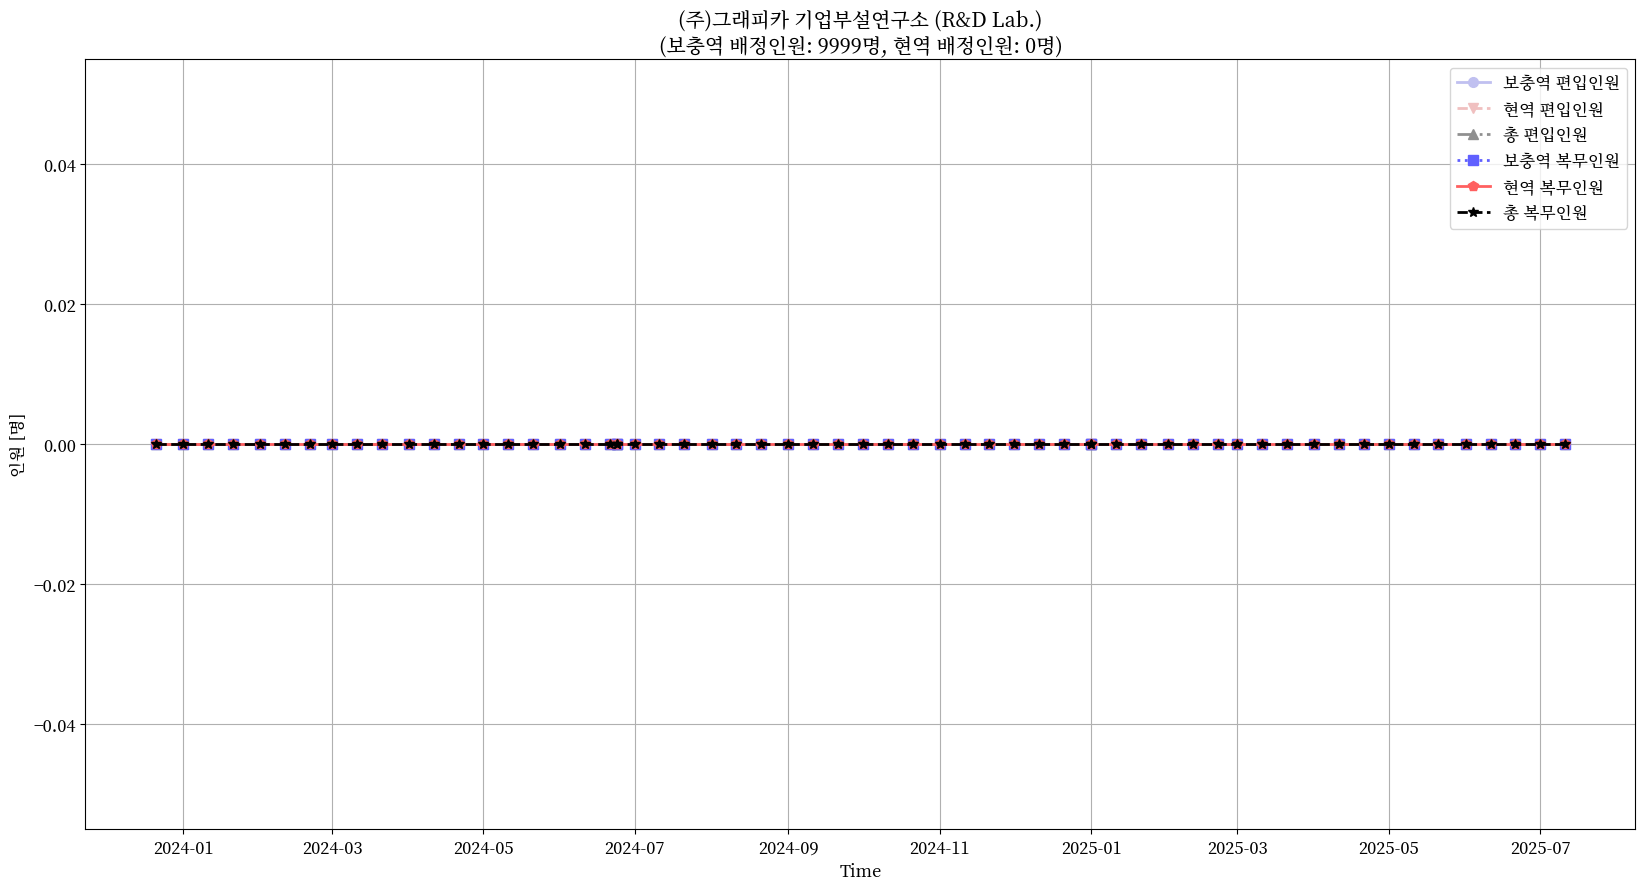 (주)그래피카 기업부설연구소 (R&D Lab.)
(보충역 배정인원: 9999명, 현역 배정인원: 0명)
보충역 편입인원
현역 편입인원
총 편입인원
보충역 복무인원
현역 복무인원
총 복무인원
인원 [명]
0.04
0.02
0.00
−0.02
−0.04
2024-01
2024-03
2024-05
2024-07
2024-09
2024-11
2025-01
2025-03
2025-05
2025-07
Time